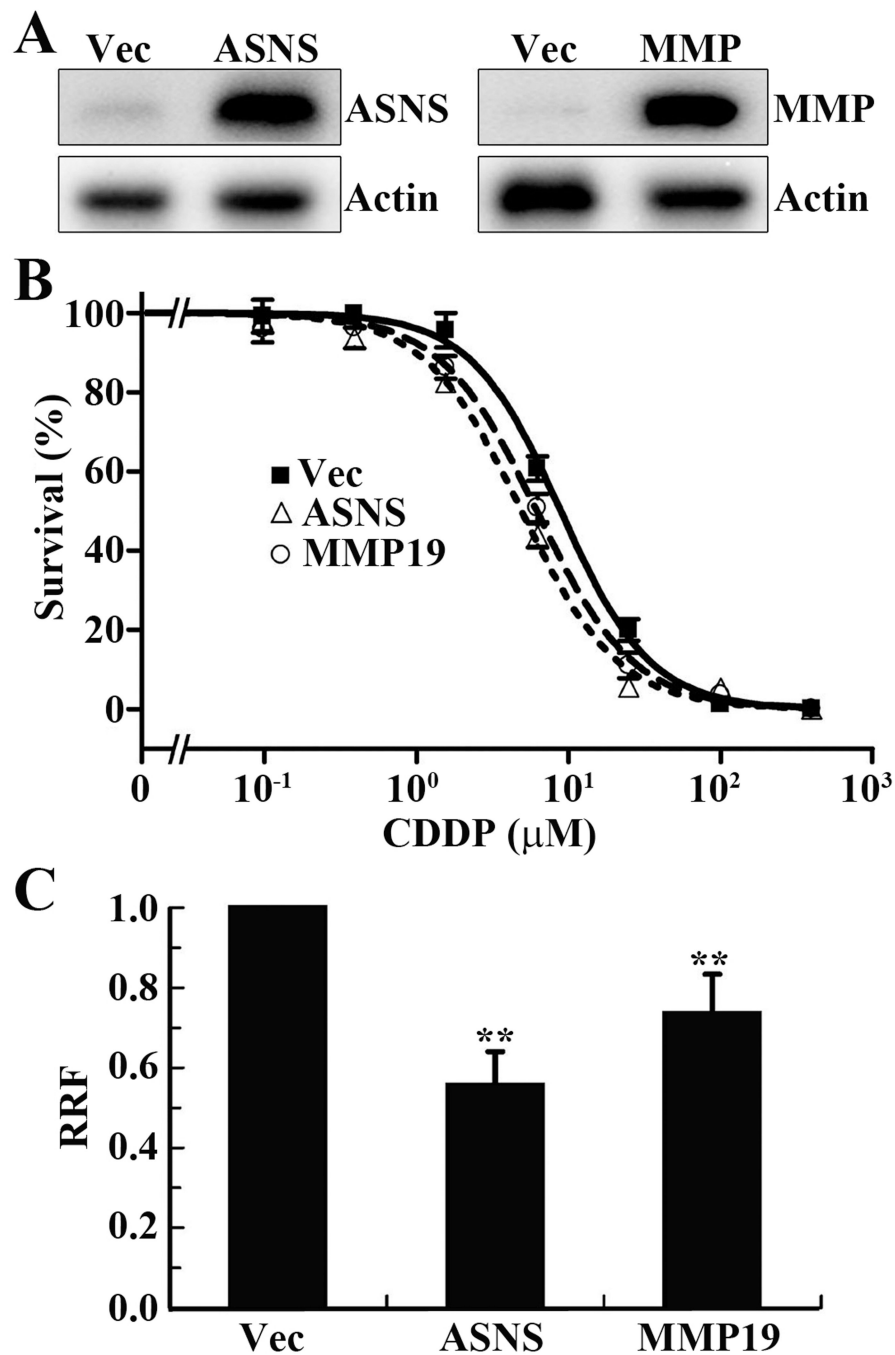 A
Vec ASNS
ASNS
Actin
Vec MMP
MMP
Actin
B
100
80
60
40
20
0
Survival (%)
Vec
ASNS
MMP19
0 10⁻¹ 10⁰ 10¹ 10² 10³
CDDP (μM)
C
1.0
0.8
0.6
0.4
0.2
0.0
RRF
**
**
Vec ASNS MMP19